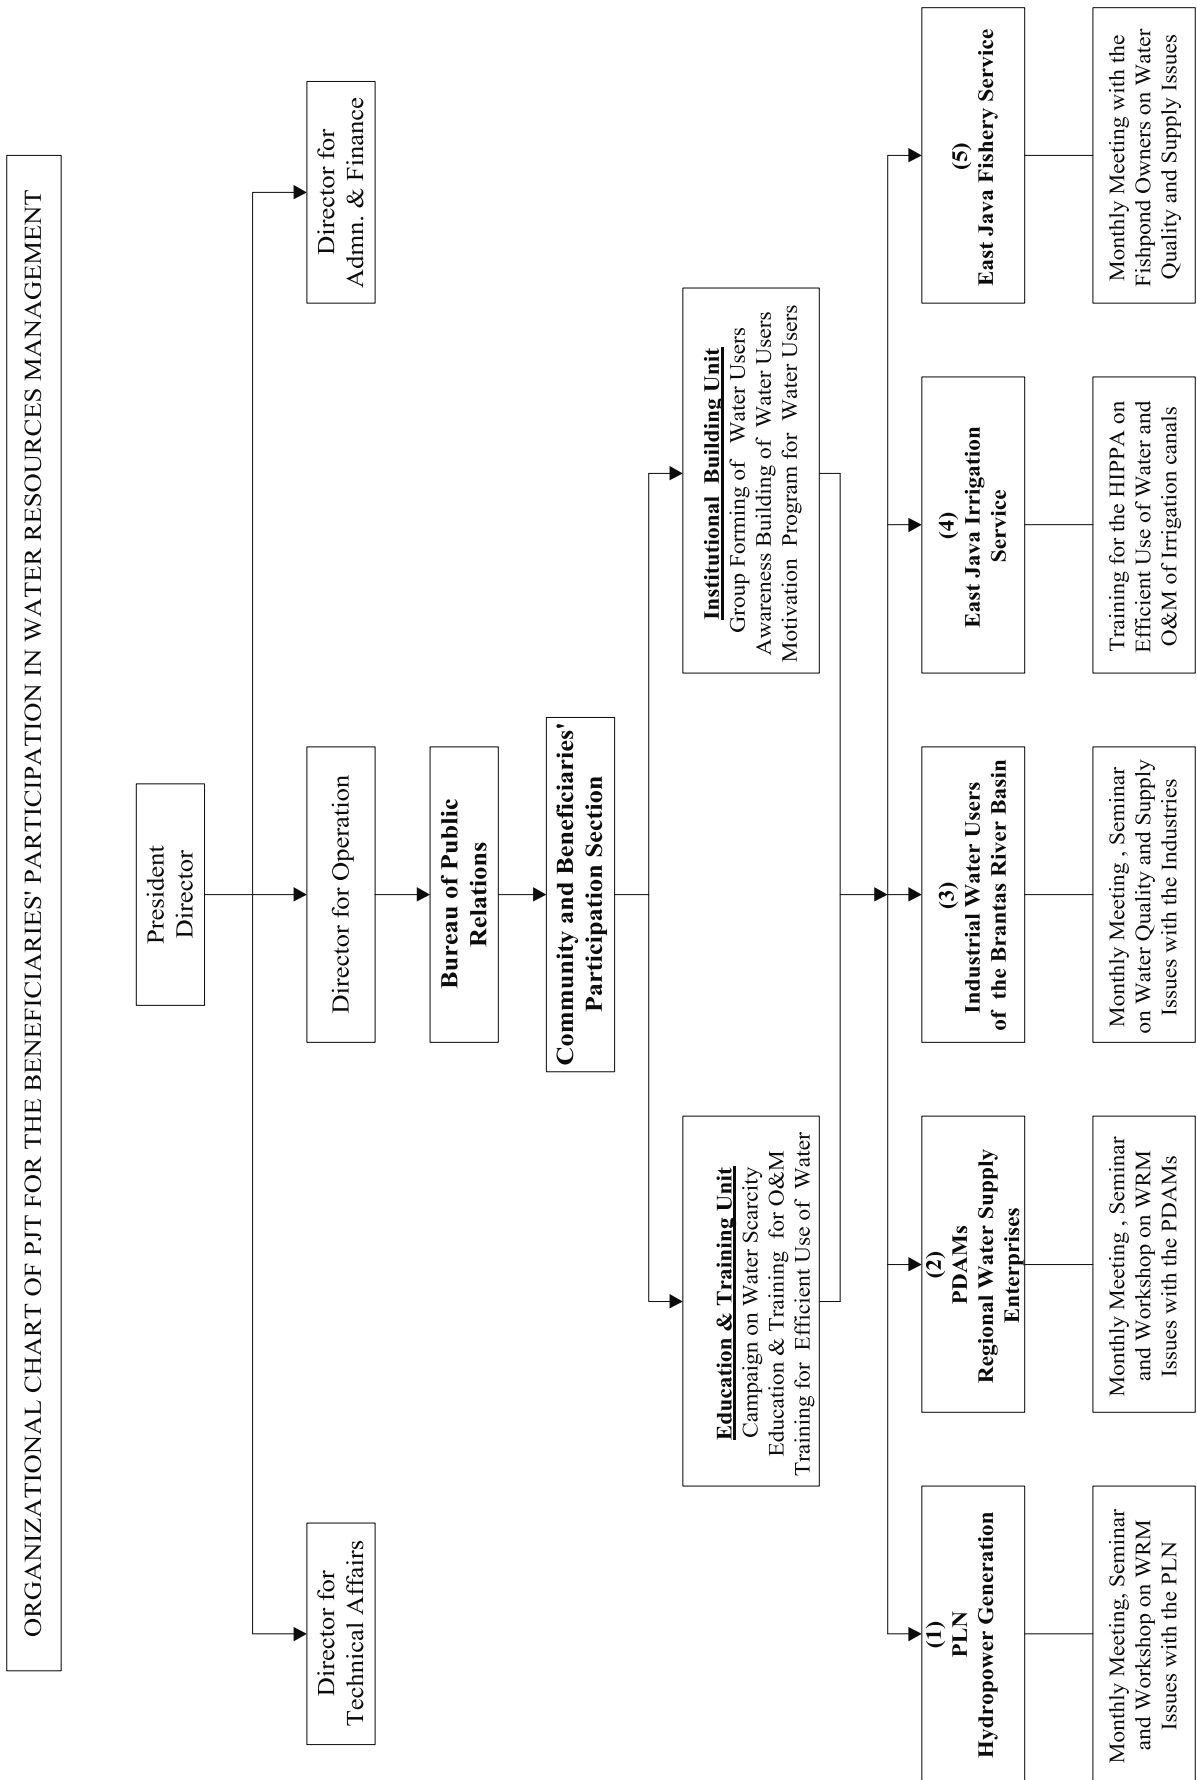 ORGANIZATIONAL CHART OF PJT FOR THE BENEFICIARIES' PARTICIPATION IN WATER RESOURCES MANAGEMENT
President
Director
Director for
Technical Affairs
Director for Operation
Director for
Admn. & Finance
Bureau of Public
Relations
Community and Beneficiaries'
Participation Section
Education & Training Unit
Campaign on Water Scarcity
Education & Training for O&M
Training for Efficient Use of Water
Institutional Building Unit
Group Forming of Water Users
Awareness Building of Water Users
Motivation Program for Water Users
(1)
PLN
Hydropower Generation
(2)
PDAMs
Regional Water Supply
Enterprises
(3)
Industrial Water Users
of the Brantas River Basin
(4)
East Java Irrigation
Service
(5)
East Java Fishery Service
Monthly Meeting, Seminar
and Workshop on WRM
Issues with the PLN
Monthly Meeting , Seminar
and Workshop on WRM
Issues with the PDAMs
Monthly Meeting , Seminar
on Water Quality and Supply
Issues with the Industries
Training for the HIPPA on
Efficient Use of Water and
O&M of Irrigation canals
Monthly Meeting with the
Fishpond Owners on Water
Quality and Supply Issues